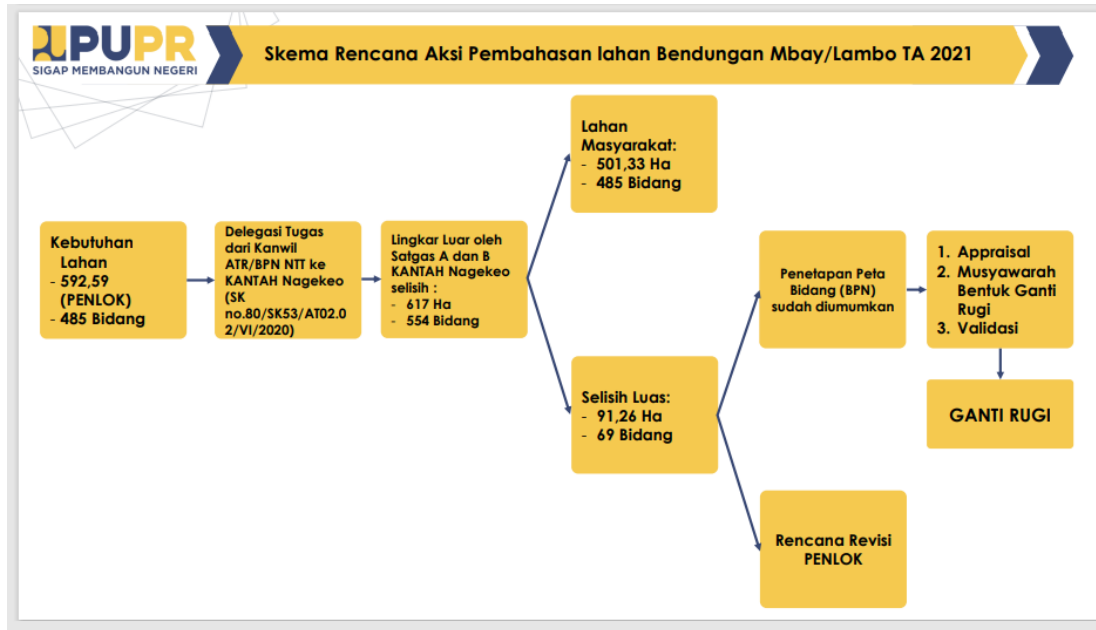 PUPR
SIGAP MEMBANGUN NEGERI
Skema Rencana Aksi Pembahasan lahan Bendungan Mbay/Lambo TA 2021
Kebutuhan
Lahan
- 592,59
(PENLOK)
- 485 Bidang
Delegasi Tugas
dari Kanwil
ATR/BPN NTT ke
KANTAH Nagekeo
(SK
no.80/SK53/AT02.0
2/VI/2020)
Lingkar Luar oleh
Satgas A dan B
KANTAH Nagekeo
selisih :
- 617 Ha
- 554 Bidang
Lahan
Masyarakat:
- 501,33 Ha
- 485 Bidang
Selisih Luas:
- 91,26 Ha
- 69 Bidang
Penetapan Peta
Bidang (BPN)
sudah diumumkan
1. Appraisal
2. Musyawarah
Bentuk Ganti
Rugi
3. Validasi
GANTI RUGI
Rencana Revisi
PENLOK